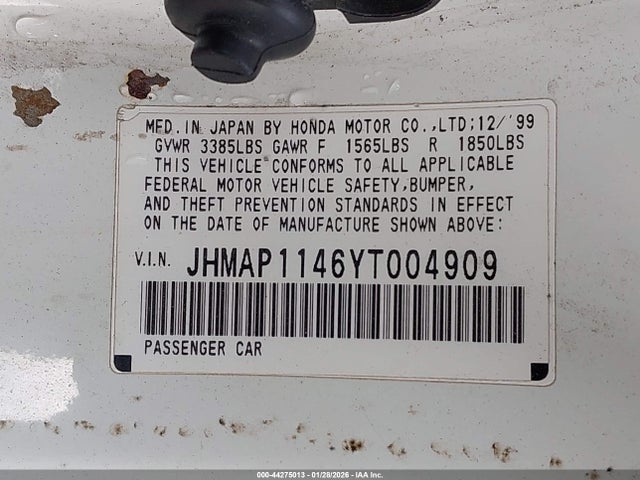 MFD. IN JAPAN BY HONDA MOTOR CO.,LTD;12/'99
GVWR 3385LBS GAWR F 1565LBS R 1850LBS
THIS VEHICLE CONFORMS TO ALL APPLICABLE
FEDERAL MOTOR VEHICLE SAFETY,BUMPER,
AND THEFT PREVENTION STANDARDS IN EFFECT
ON THE DATE OF MANUFACTURE SHOWN ABOVE:
V.I.N. JHMAP1146YT004909
PASSENGER CAR
000-44275013 - 01/28/2026 - IAA Inc.